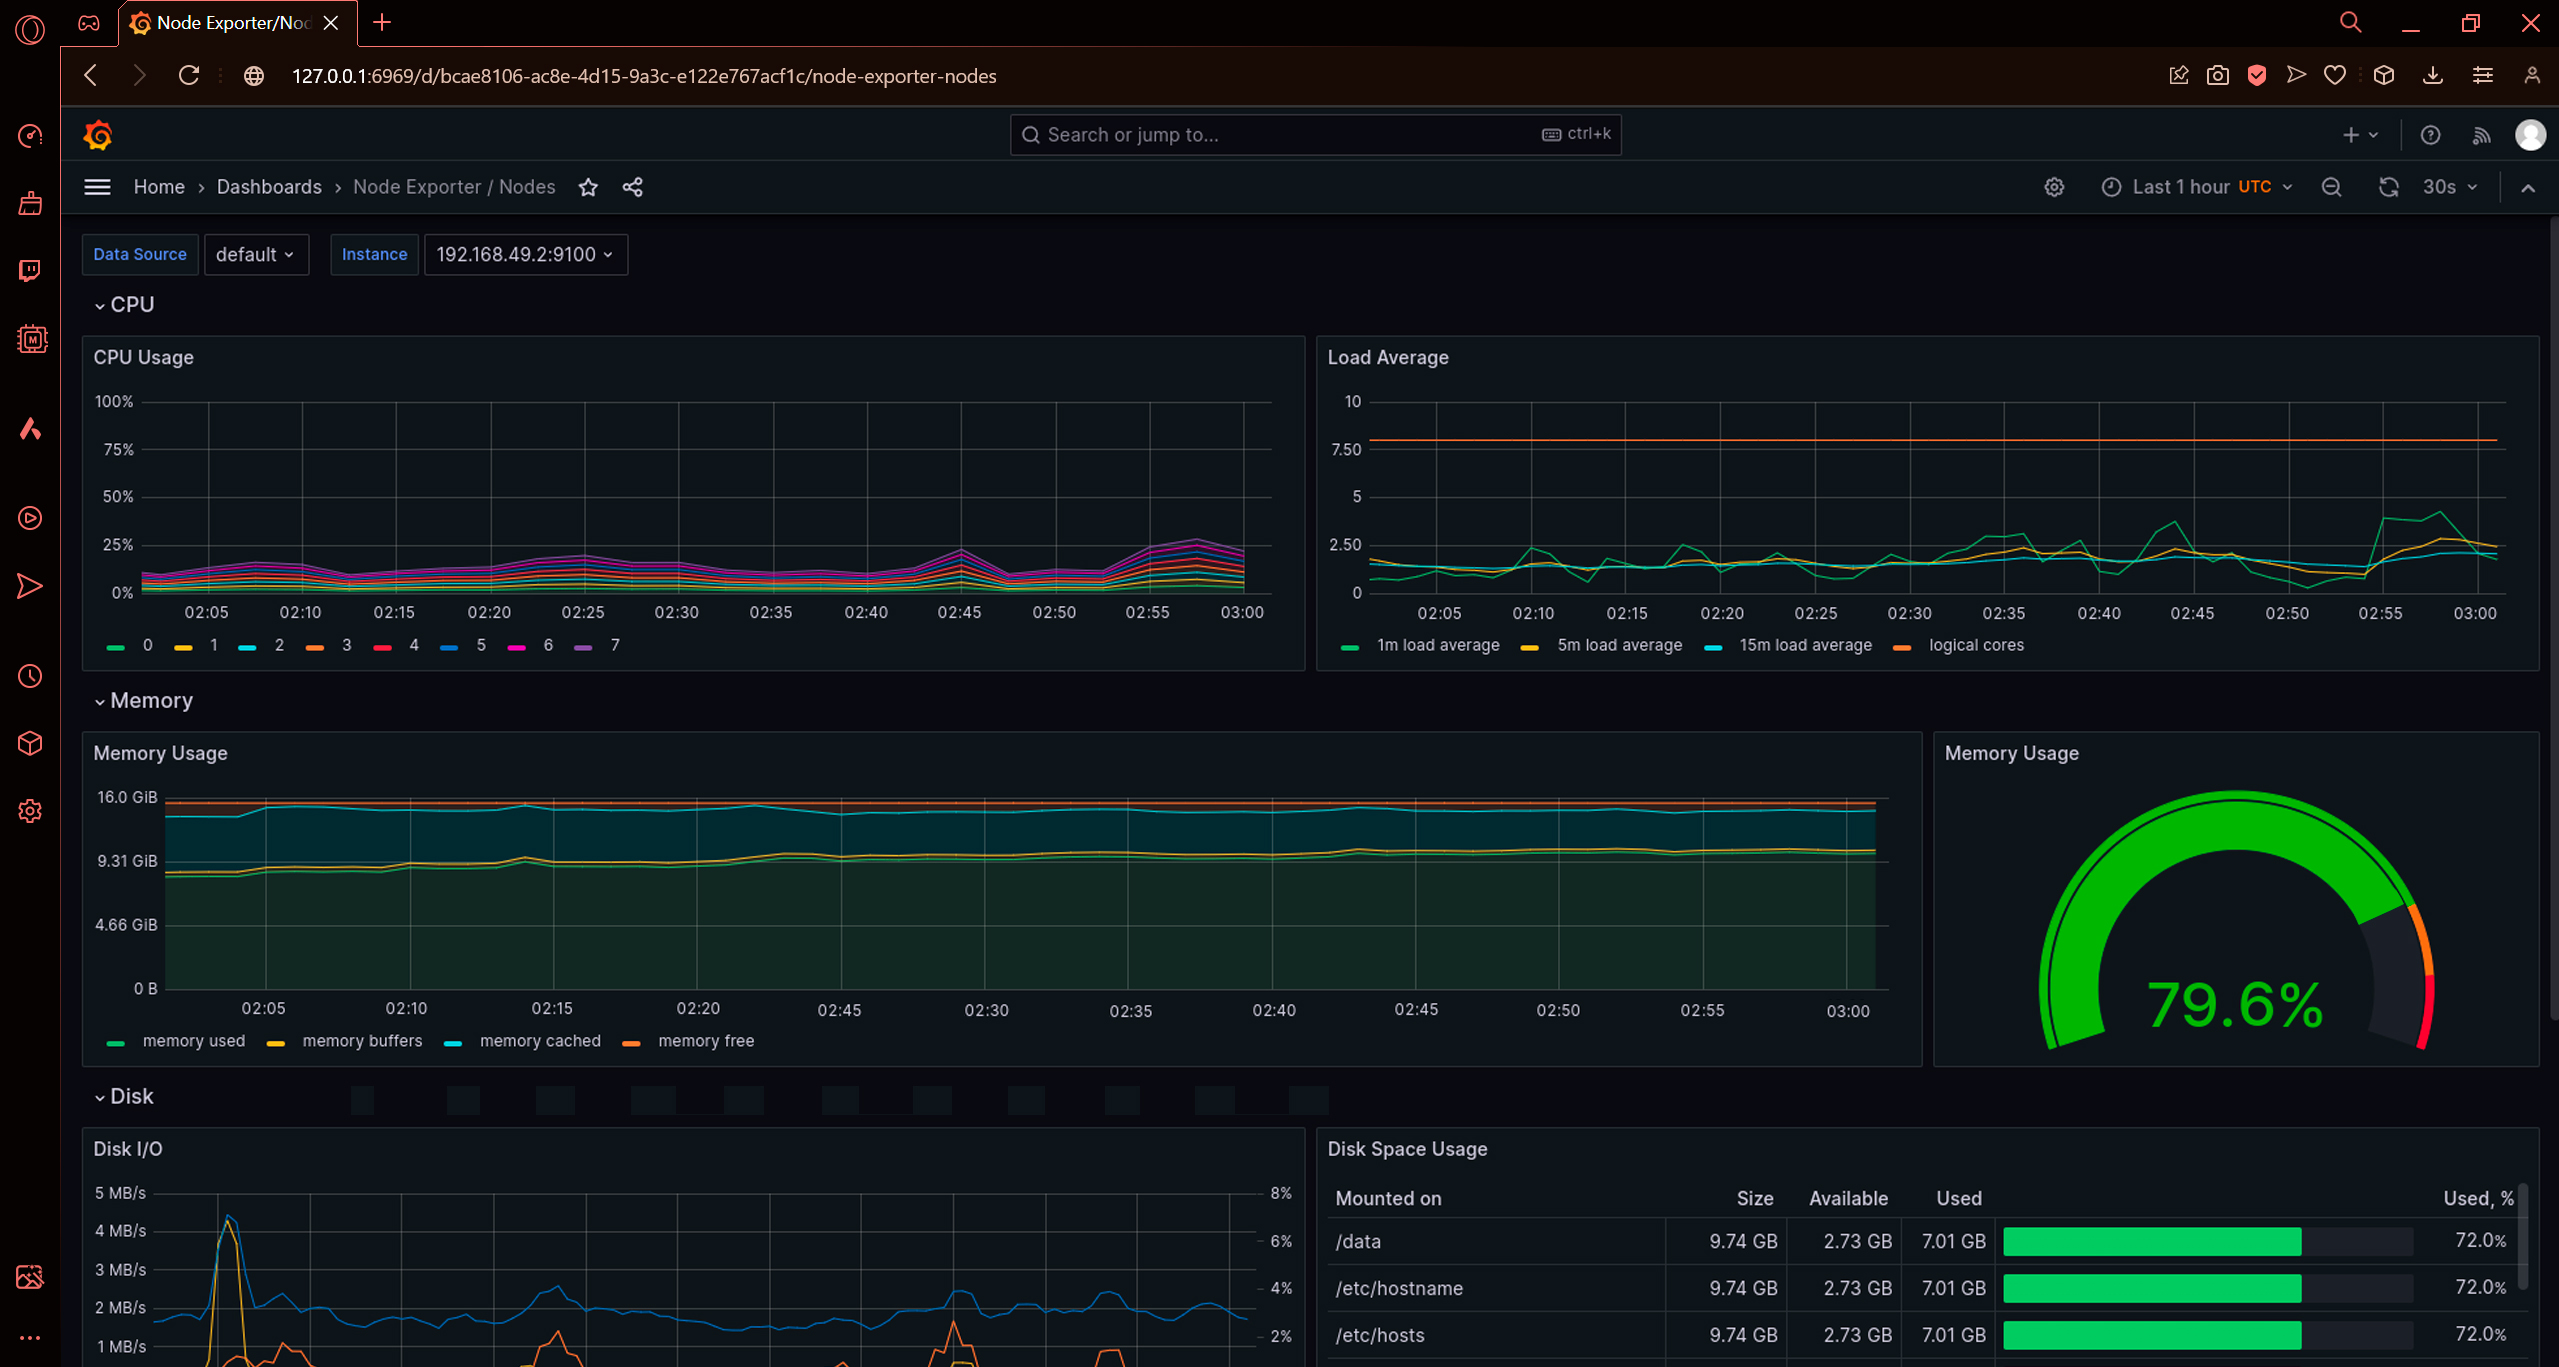 Node Exporter/Nod
127.0.0.1:6969/d/bcae8106-ac8e-4d15-9a3c-e122e767acf1c/node-exporter-nodes
Search or jump to...
ctrl+k
Home › Dashboards › Node Exporter / Nodes
Last 1 hour UTC
30s
Data Source
default
Instance
192.168.49.2:9100
CPU
CPU Usage
100%
75%
50%
25%
0%
02:05 02:10 02:15 02:20 02:25 02:30 02:35 02:40 02:45 02:50 02:55 03:00
0 1 2 3 4 5 6 7
Load Average
10
7.50
5
2.50
0
02:05 02:10 02:15 02:20 02:25 02:30 02:35 02:40 02:45 02:50 02:55 03:00
1m load average 5m load average 15m load average logical cores
Memory
Memory Usage
16.0 GiB
9.31 GiB
4.66 GiB
0 B
02:05 02:10 02:15 02:20 02:45 02:30 02:35 02:40 02:45 02:50 02:55 03:00
memory used memory buffers memory cached memory free
Memory Usage
79.6%
Disk
Disk I/O
5 MB/s
4 MB/s
3 MB/s
2 MB/s
1 MB/s
8%
6%
4%
2%
Disk Space Usage
Mounted on Size Available Used Used, %
/data 9.74 GB 2.73 GB 7.01 GB 72.0%
/etc/hostname 9.74 GB 2.73 GB 7.01 GB 72.0%
/etc/hosts 9.74 GB 2.73 GB 7.01 GB 72.0%